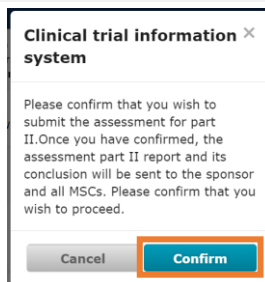 Clinical trial information ×
system
Please confirm that you wish to
submit the assessment for part
II.Once you have confirmed, the
assessment part II report and its
conclusion will be sent to the sponsor
and all MSCs. Please confirm that you
wish to proceed.
Cancel Confirm